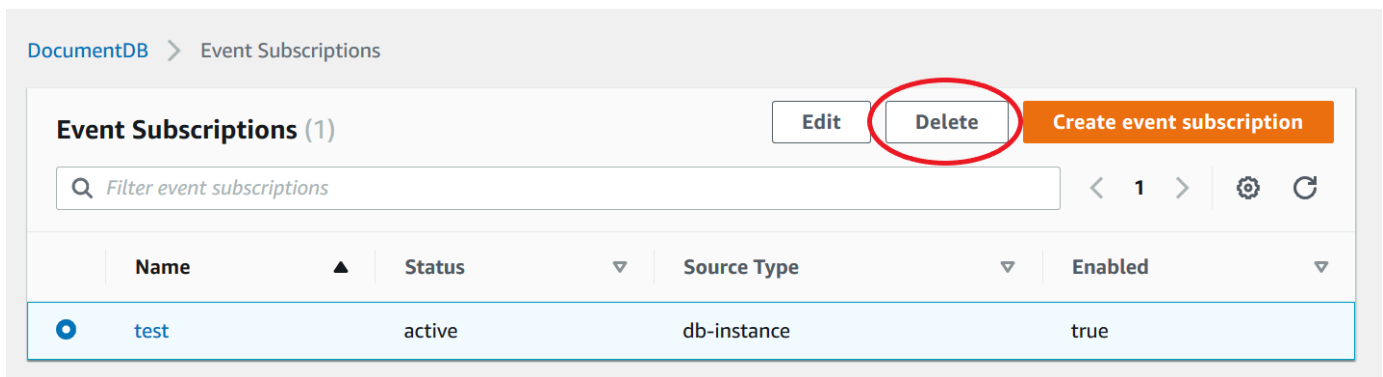 DocumentDB > Event Subscriptions
Event Subscriptions (1)
Edit
Delete
Create event subscription
Filter event subscriptions
< 1 >
Name Status Source Type Enabled
test active db-instance true